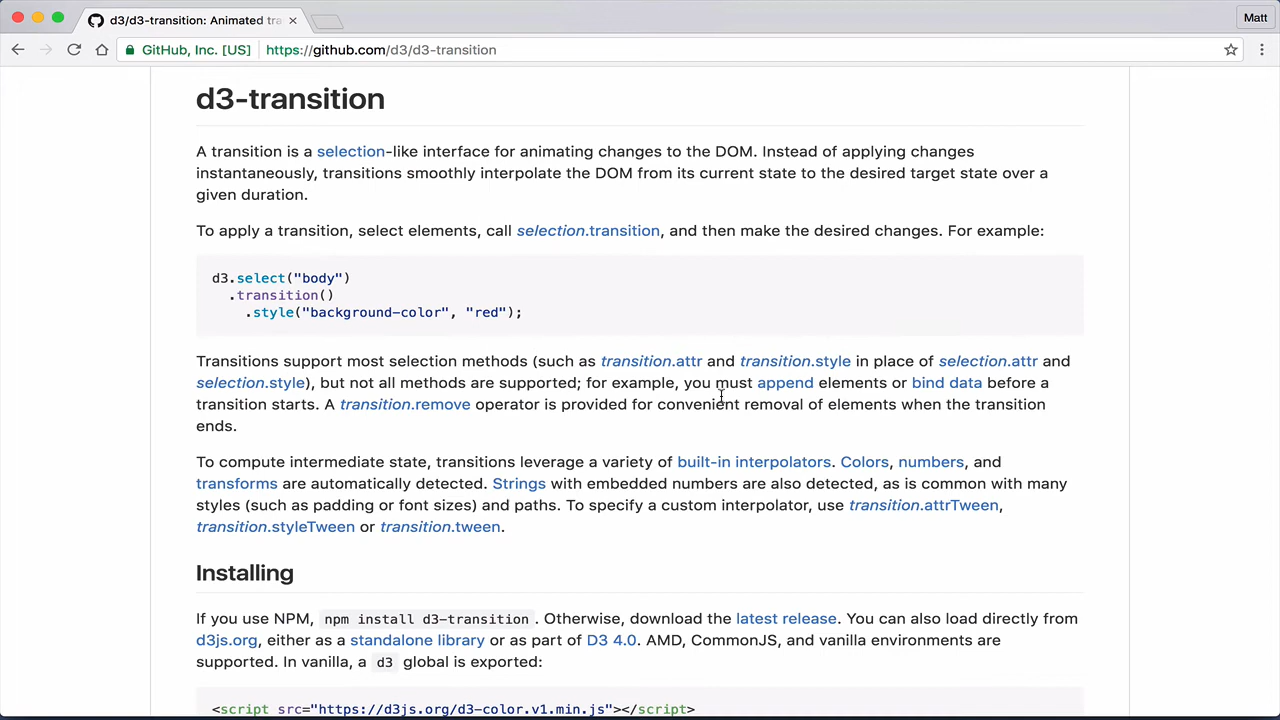 d3/d3-transition: Animated tra
Matt
GitHub, Inc. [US]
https://github.com/d3/d3-transition
d3-transition
A transition is a selection-like interface for animating changes to the DOM. Instead of applying changes
instantaneously, transitions smoothly interpolate the DOM from its current state to the desired target state over a
given duration.
To apply a transition, select elements, call selection.transition, and then make the desired changes. For example:
d3.select("body")
  .transition()
    .style("background-color", "red");
Transitions support most selection methods (such as transition.attr and transition.style in place of selection.attr and
selection.style), but not all methods are supported; for example, you must append elements or bind data before a
transition starts. A transition.remove operator is provided for convenient removal of elements when the transition
ends.
To compute intermediate state, transitions leverage a variety of built-in interpolators. Colors, numbers, and
transforms are automatically detected. Strings with embedded numbers are also detected, as is common with many
styles (such as padding or font sizes) and paths. To specify a custom interpolator, use transition.attrTween,
transition.styleTween or transition.tween.
Installing
If you use NPM, npm install d3-transition. Otherwise, download the latest release. You can also load directly from
d3js.org, either as a standalone library or as part of D3 4.0. AMD, CommonJS, and vanilla environments are
supported. In vanilla, a d3 global is exported:
<script src="https://d3js.org/d3-color.v1.min.js"></script>